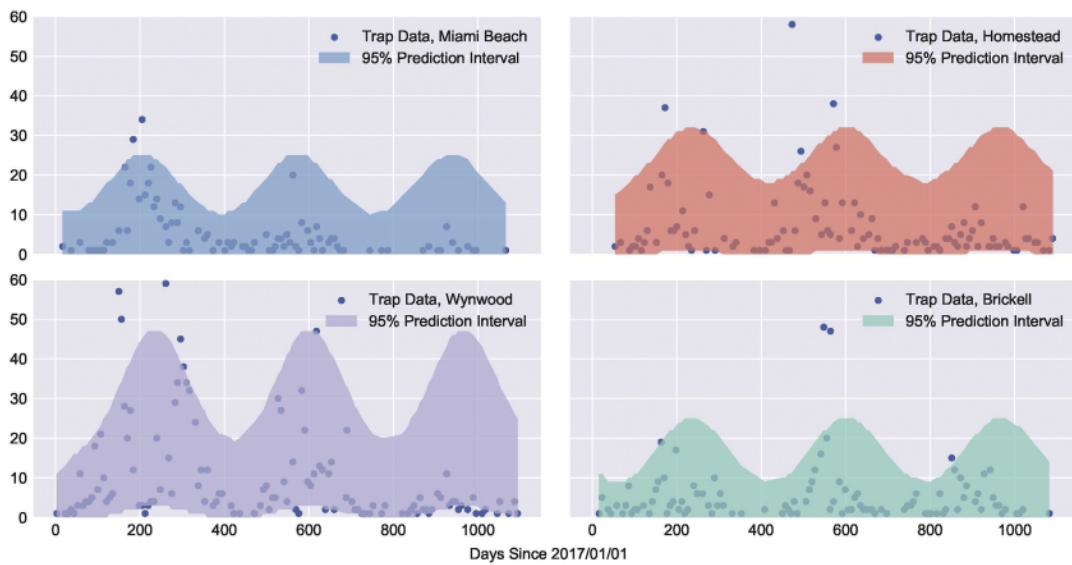 60
50
40
30
20
10
0
Trap Data, Miami Beach
95% Prediction Interval
Trap Data, Homestead
95% Prediction Interval
60
50
40
30
20
10
0
0 200 400 600 800 1000
Trap Data, Wynwood
95% Prediction Interval
0 200 400 600 800 1000
Trap Data, Brickell
95% Prediction Interval
Days Since 2017/01/01